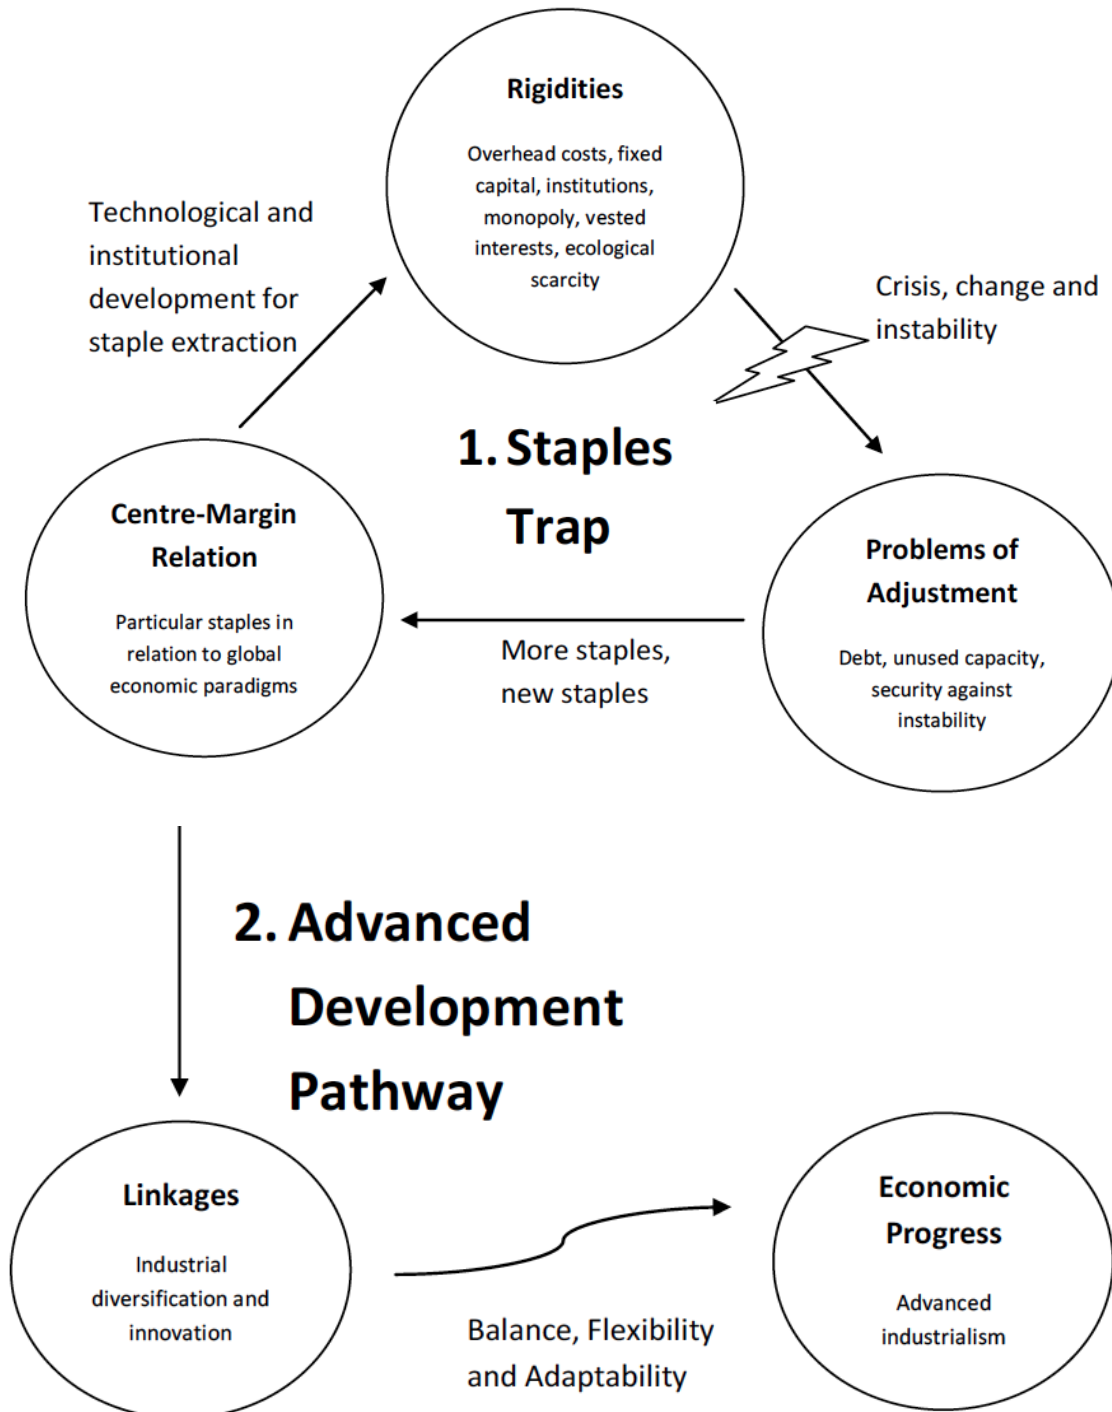 Rigidities
Overhead costs, fixed
capital, institutions,
monopoly, vested
interests, ecological
scarcity
Technological and
institutional
development for
staple extraction
Crisis, change and
instability
1. Staples
Trap
Centre-Margin
Relation
Particular staples in
relation to global
economic paradigms
Problems of
Adjustment
Debt, unused capacity,
security against
instability
More staples,
new staples
2. Advanced
Development
Pathway
Linkages
Industrial
diversification and
innovation
Economic
Progress
Advanced
industrialism
Balance, Flexibility
and Adaptability